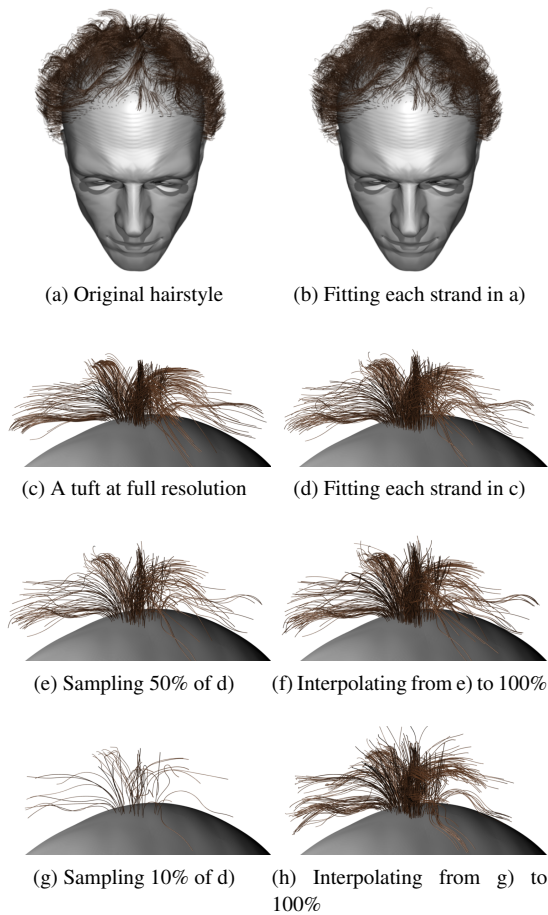 (a) Original hairstyle
(b) Fitting each strand in a)
(c) A tuft at full resolution
(d) Fitting each strand in c)
(e) Sampling 50% of d)
(f) Interpolating from e) to 100%
(g) Sampling 10% of d)
(h) Interpolating from g) to
100%